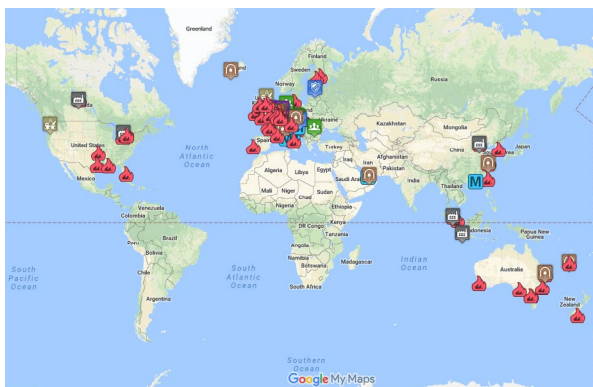 Greenland
Finland
Sweden
Norway
Russia
Ukraine
Kazakhstan
Mongolia
Spain
Turkey
United States
North
Atlantic
Ocean
Iraq
Iran
Afghanistan
China
Japan
Pakistan
Algeria
Libya
Egypt
Saudi Arabia
India
Mexico
Mali
Niger
Sudan
Chad
Thailand
M
Nigeria
Ethiopia
Venezuela
Colombia
Kenya
DR Congo
Tanzania
Indonesia
Papua New
Guinea
Peru
Brazil
Bolivia
Angola
Namibia
Botswana
Madagascar
Indian
Ocean
Australia
South
Pacific
Ocean
Chile
South
Atlantic
Ocean
South Africa
Argentina
New
Zealand
Southern
Ocean
Google My Maps